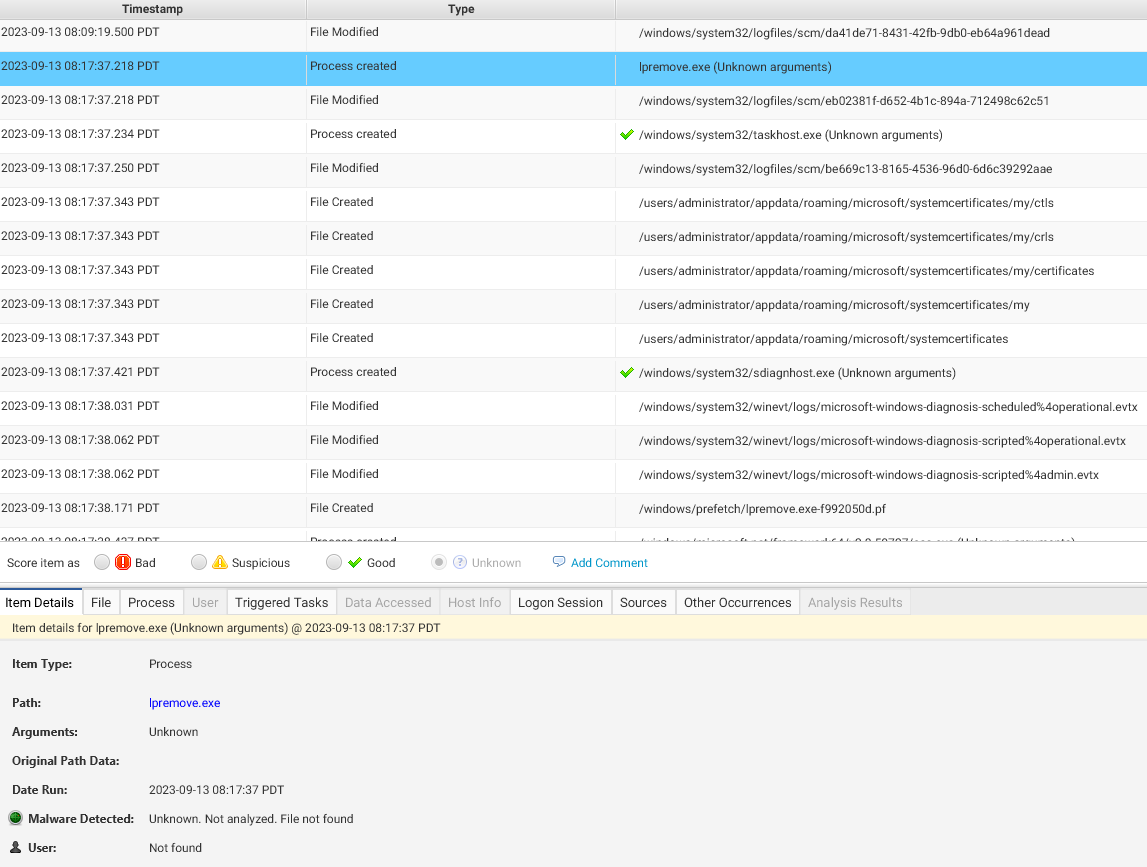 Timestamp Type
2023-09-13 08:09:19.500 PDT File Modified /windows/system32/logfiles/scm/da41de71-8431-42fb-9db0-eb64a961dead
2023-09-13 08:17:37.218 PDT Process created lpremove.exe (Unknown arguments)
2023-09-13 08:17:37.218 PDT File Modified /windows/system32/logfiles/scm/eb02381f-d652-4b1c-894a-712498c62c51
2023-09-13 08:17:37.234 PDT Process created /windows/system32/taskhost.exe (Unknown arguments)
2023-09-13 08:17:37.250 PDT File Modified /windows/system32/logfiles/scm/be669c13-8165-4536-96d0-6d6c39292aae
2023-09-13 08:17:37.343 PDT File Created /users/administrator/appdata/roaming/microsoft/systemcertificates/my/ctls
2023-09-13 08:17:37.343 PDT File Created /users/administrator/appdata/roaming/microsoft/systemcertificates/my/crls
2023-09-13 08:17:37.343 PDT File Created /users/administrator/appdata/roaming/microsoft/systemcertificates/my/certificates
2023-09-13 08:17:37.343 PDT File Created /users/administrator/appdata/roaming/microsoft/systemcertificates/my
2023-09-13 08:17:37.343 PDT File Created /users/administrator/appdata/roaming/microsoft/systemcertificates
2023-09-13 08:17:37.421 PDT Process created /windows/system32/sdiagnhost.exe (Unknown arguments)
2023-09-13 08:17:38.031 PDT File Modified /windows/system32/winevt/logs/microsoft-windows-diagnosis-scheduled%4operational.evtx
2023-09-13 08:17:38.062 PDT File Modified /windows/system32/winevt/logs/microsoft-windows-diagnosis-scripted%4operational.evtx
2023-09-13 08:17:38.062 PDT File Modified /windows/system32/winevt/logs/microsoft-windows-diagnosis-scripted%4admin.evtx
2023-09-13 08:17:38.171 PDT File Created /windows/prefetch/lpremove.exe-f992050d.pf
Score item as Bad Suspicious Good Unknown Add Comment
Item Details File Process User Triggered Tasks Data Accessed Host Info Logon Session Sources Other Occurrences Analysis Results
Item details for lpremove.exe (Unknown arguments) @ 2023-09-13 08:17:37 PDT
Item Type: Process
Path: lpremove.exe
Arguments: Unknown
Original Path Data:
Date Run: 2023-09-13 08:17:37 PDT
Malware Detected: Unknown. Not analyzed. File not found
User: Not found